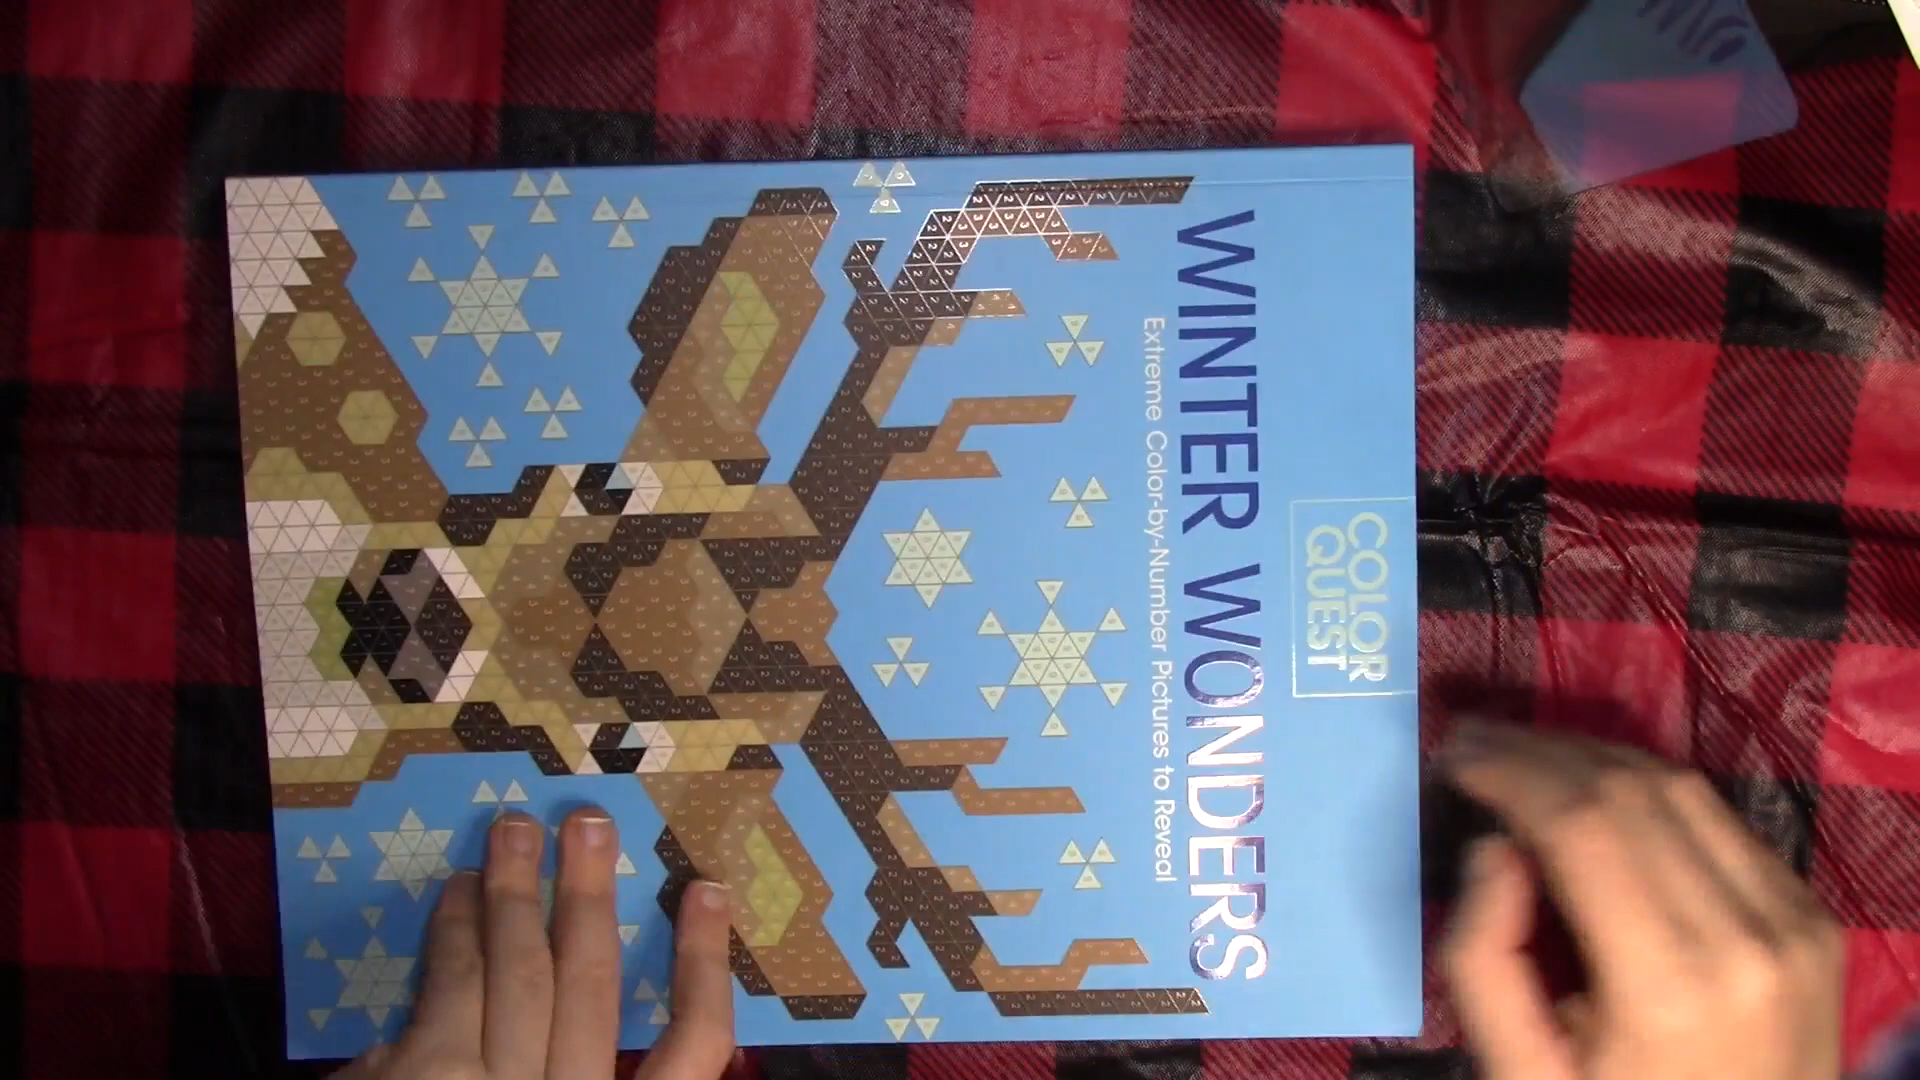 COLOR
QUEST
WINTER WONDERS
Extreme Color-by-Number Pictures to Reveal